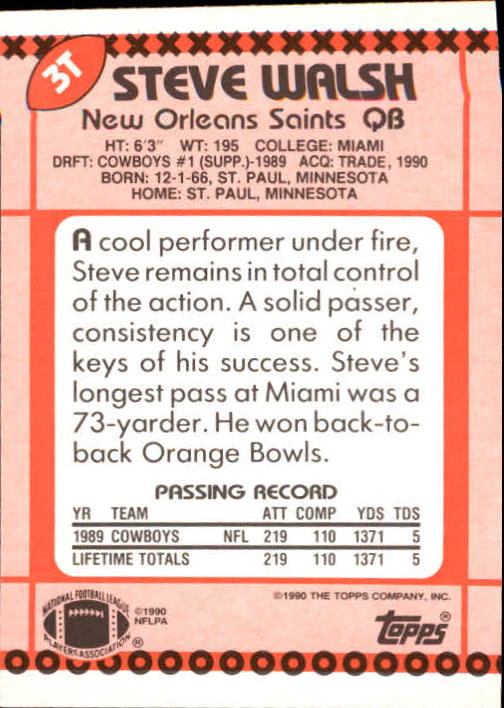 3T
STEVE WALSH
New Orleans Saints QB
HT: 6'3" WT: 195 COLLEGE: MIAMI
DRFT: COWBOYS #1 (SUPP.)-1989 ACQ: TRADE, 1990
BORN: 12-1-66, ST. PAUL, MINNESOTA
HOME: ST. PAUL, MINNESOTA
A cool performer under fire,
Steve remains in total control
of the action. A solid passer,
consistency is one of the
keys of his success. Steve's
longest pass at Miami was a
73-yarder. He won back-to-
back Orange Bowls.
PASSING RECORD
YR TEAM ATT COMP YDS TDS
1989 COWBOYS NFL 219 110 1371 5
LIFETIME TOTALS 219 110 1371 5
©1990 THE TOPPS COMPANY, INC.
NATIONAL FOOTBALL LEAGUE
PLAYERS ASSOCIATION ®
©1990
NFLPA
TOPPS®